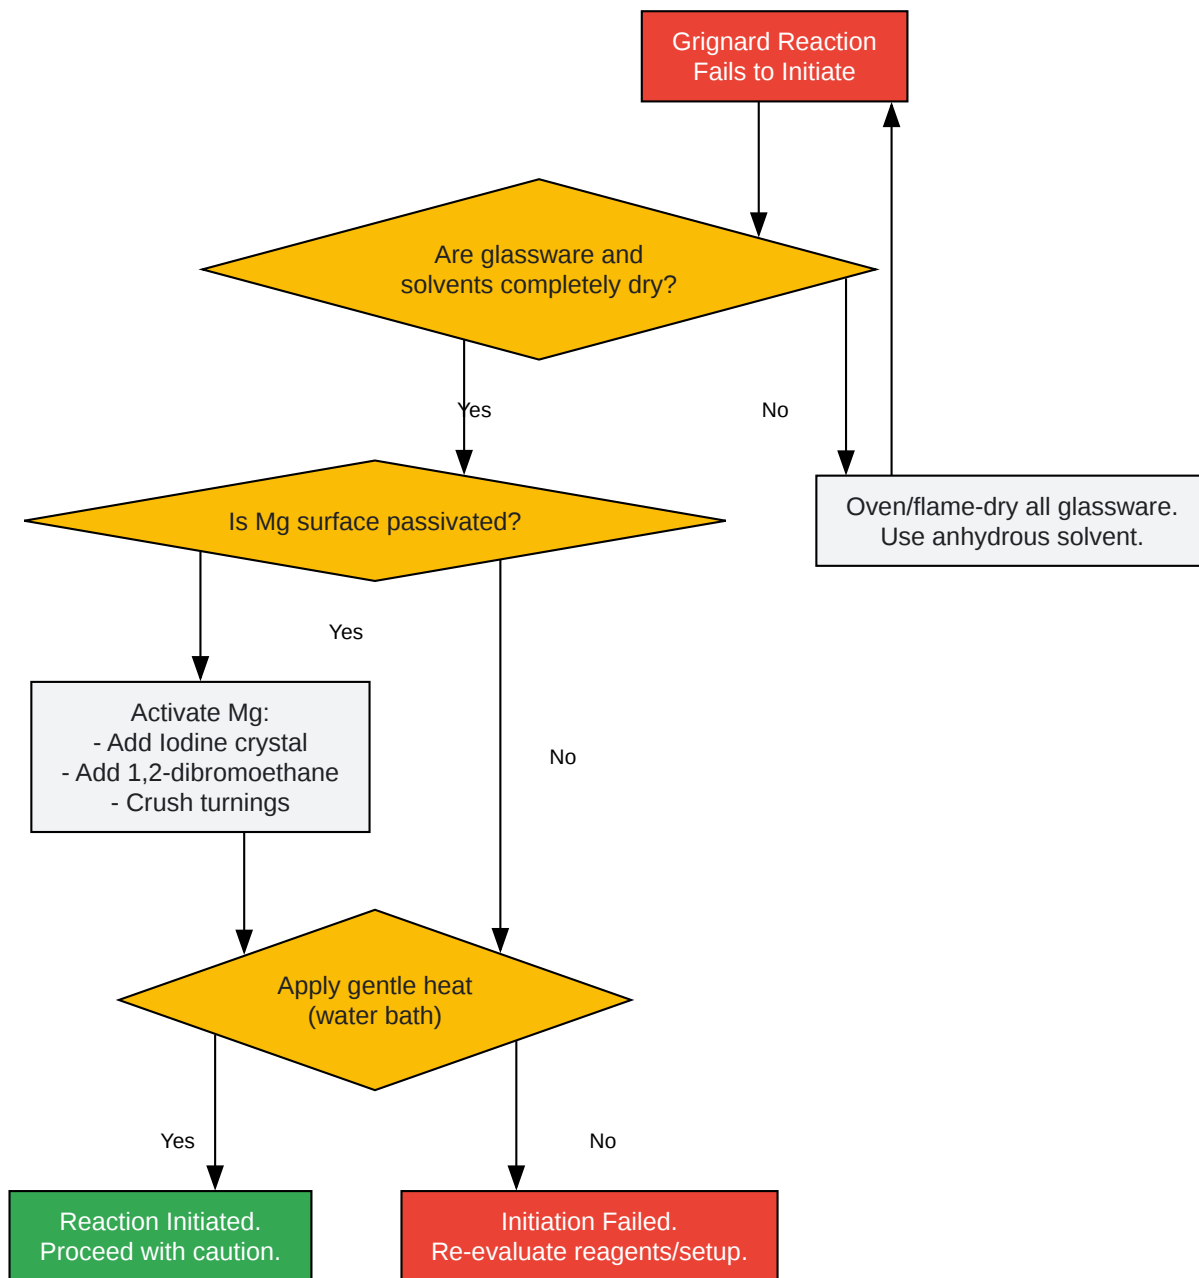 Grignard Reaction
Fails to Initiate
Are glassware and
solvents completely dry?
Yes
No
Is Mg surface passivated?
Oven/flame-dry all glassware.
Use anhydrous solvent.
Yes
Activate Mg:
- Add Iodine crystal
- Add 1,2-dibromoethane
- Crush turnings
No
Apply gentle heat
(water bath)
Yes
No
Reaction Initiated.
Proceed with caution.
Initiation Failed.
Re-evaluate reagents/setup.